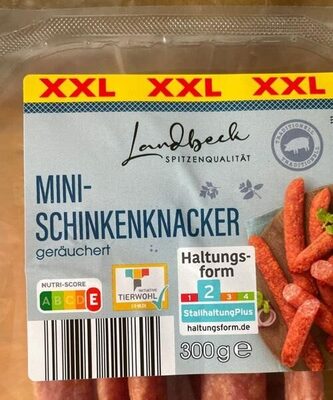 XXL XXL XXL
Landbeck
SPITZENQUALITÄT
TRADITIONELL
MINI-
SCHINKENKNACKER
geräuchert
NUTRI-SCORE
A B C D E
INITIATIVE
TIERWOHL
Haltungs-
form
1 2 3 4
StallhaltungPlus
haltungsform.de
300g e